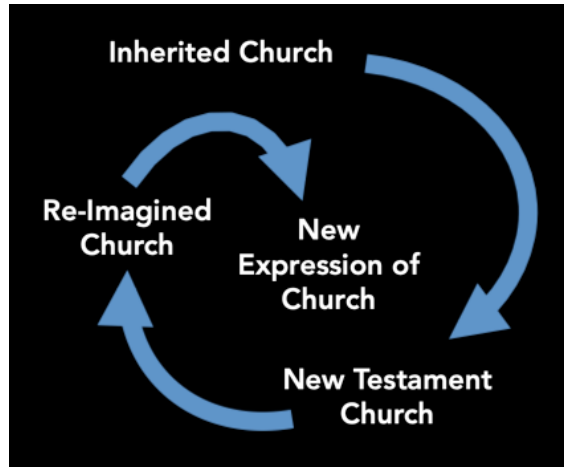 Inherited Church
Re-Imagined
Church
New
Expression of
Church
New Testament
Church